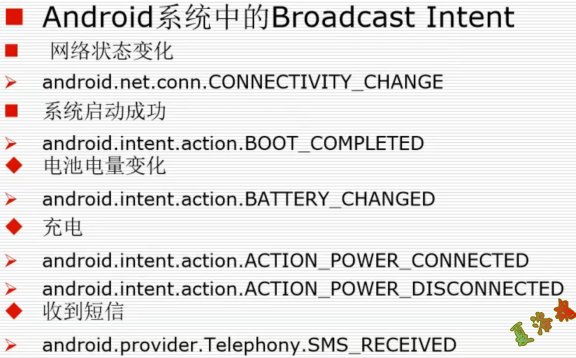 Android系统中的Broadcast Intent
网络状态变化
android.net.conn.CONNECTIVITY_CHANGE
系统启动成功
android.intent.action.BOOT_COMPLETED
电池电量变化
android.intent.action.BATTERY_CHANGED
充电
android.intent.action.ACTION_POWER_CONNECTED
android.intent.action.ACTION_POWER_DISCONNECTED
收到短信
android.provider.Telephony.SMS_RECEIVED